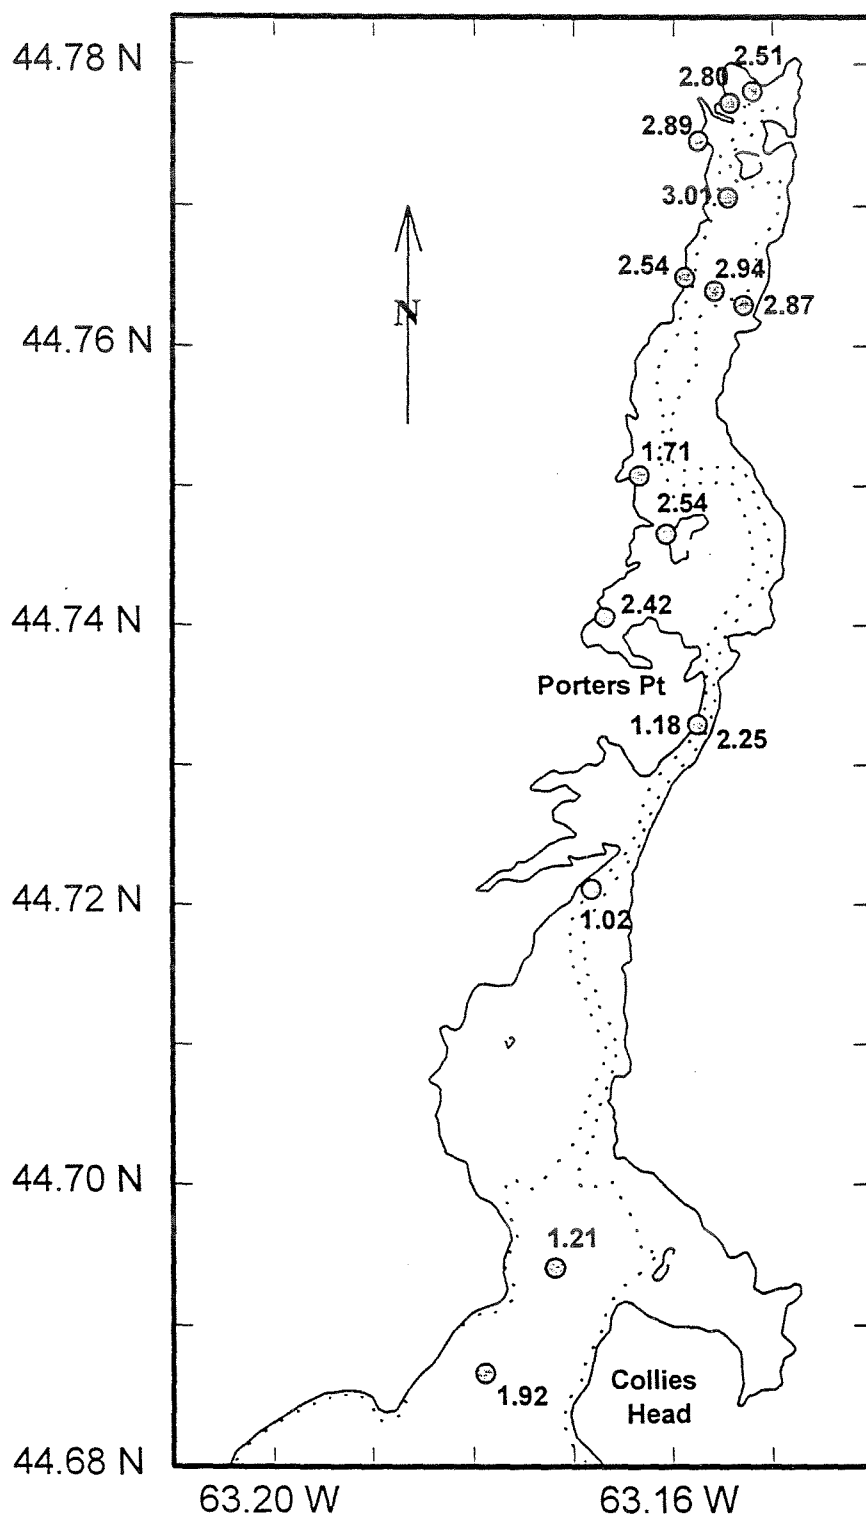 44.78 N
2.51
2.80
2.89
3.01
2.54
2.94
2.87
N
44.76 N
1.71
2.54
2.42
44.74 N
Porters Pt
1.18
2.25
44.72 N
1.02
44.70 N
1.21
1.92
Collies
Head
44.68 N
63.20 W
63.16 W